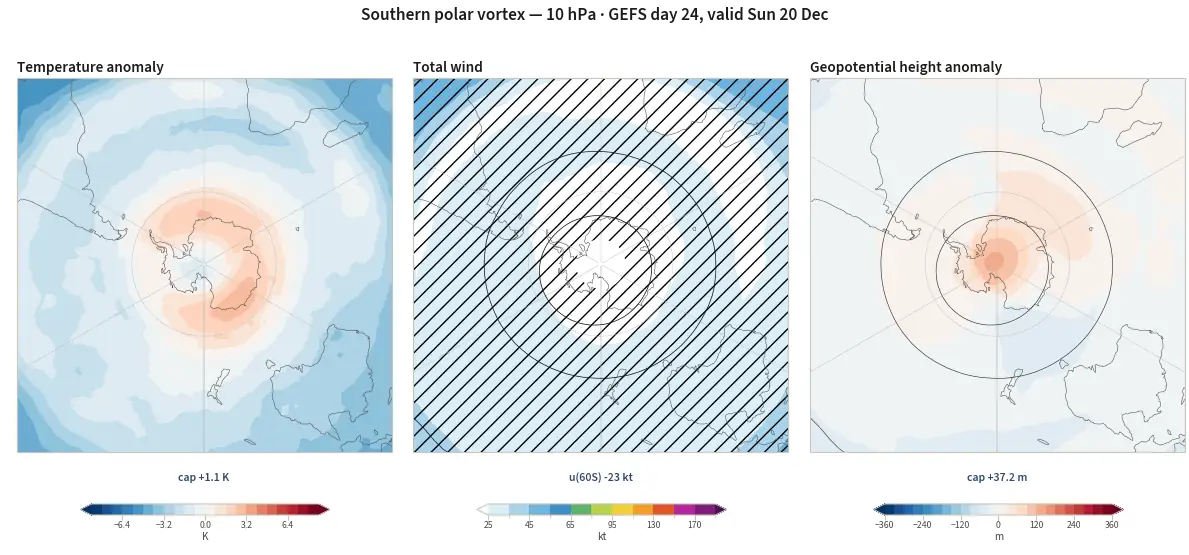 Southern polar vortex — 10 hPa · GEFS day 24, valid Sun 20 Dec
Temperature anomaly
Total wind
Geopotential height anomaly
cap +1.1 K
u(60S) -23 kt
cap +37.2 m
−6.4 −3.2 0.0 3.2 6.4
K
25 45 65 95 130 170
kt
−360 −240 −120 0 120 240 360
m